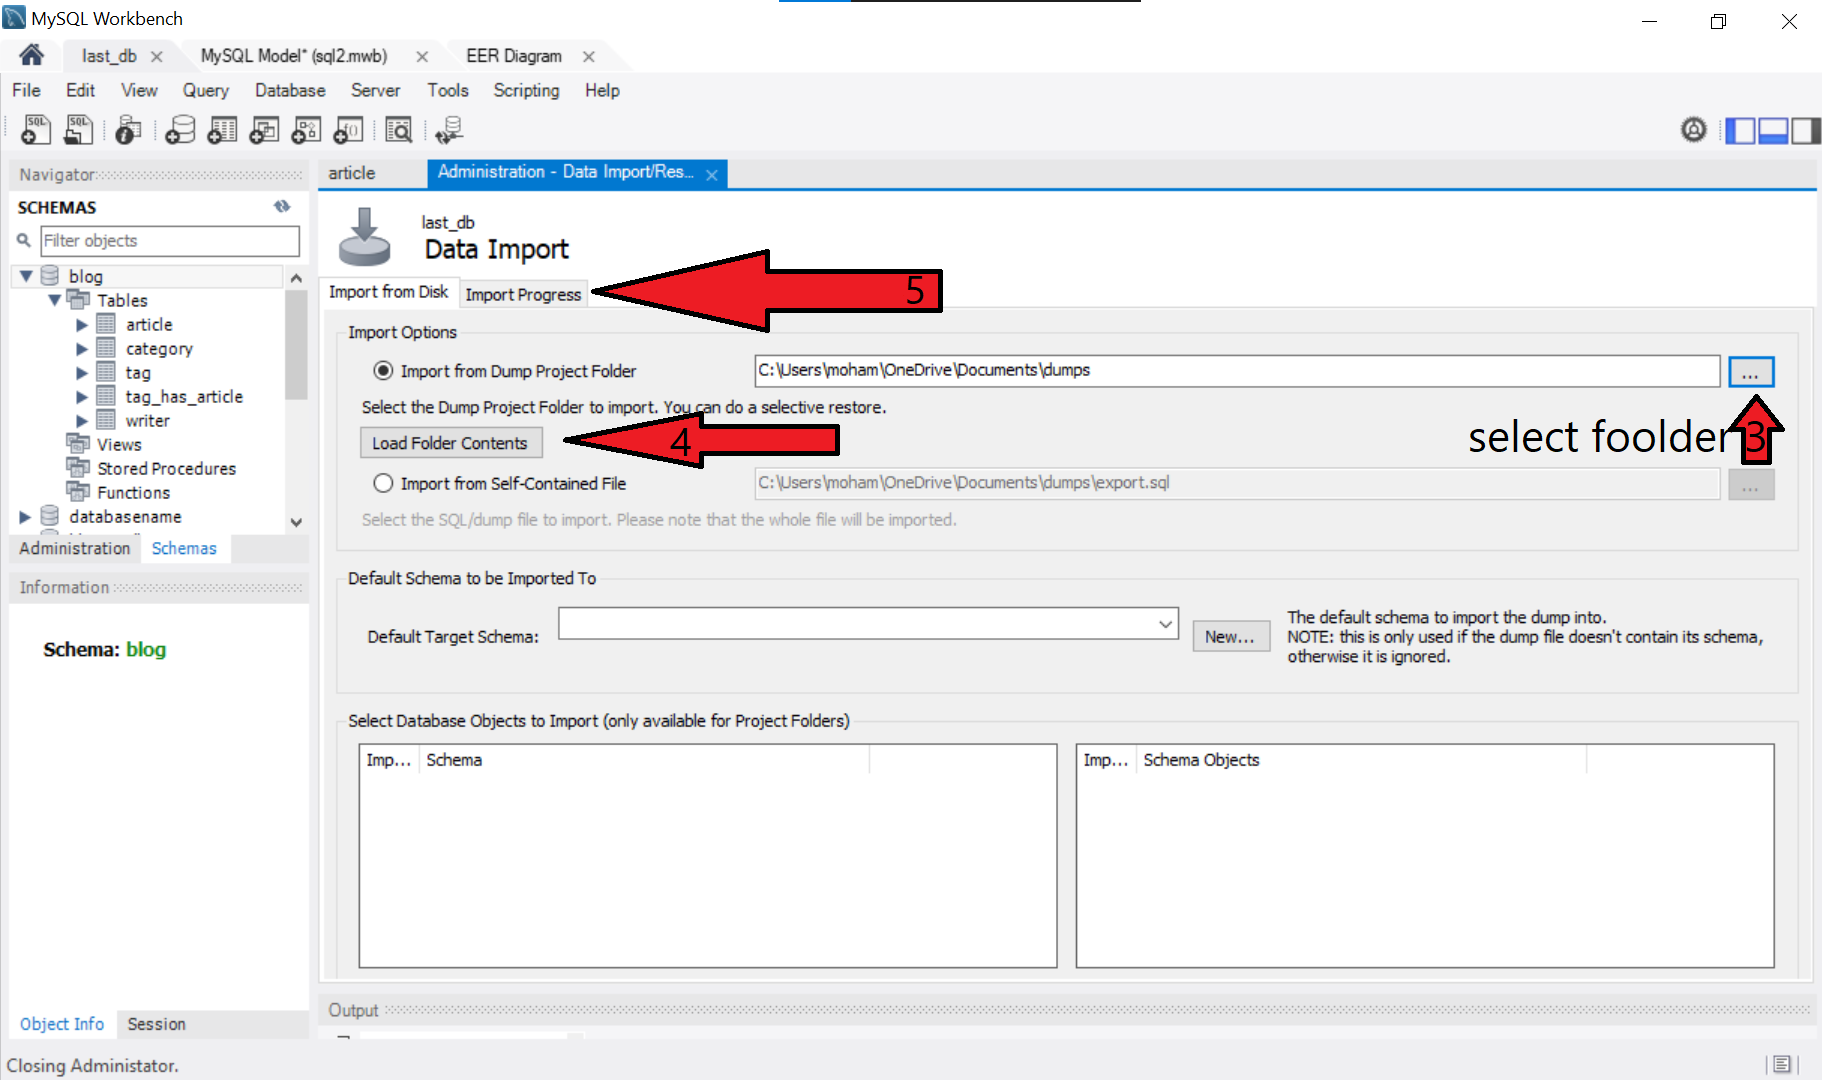 MySQL Workbench
last_db
MySQL Model* (sql2.mwb)
EER Diagram
File Edit View Query Database Server Tools Scripting Help
SQL
SQL
Navigator
SCHEMAS
Filter objects
blog
Tables
article
category
tag
tag_has_article
writer
Views
Stored Procedures
Functions
databasename
Administration Schemas
Information
Schema: blog
Object Info Session
article
Administration - Data Import/Res...
last_db
Data Import
Import from Disk Import Progress
5
Import Options
Import from Dump Project Folder
C:\Users\moham\OneDrive\Documents\dumps
...
Select the Dump Project Folder to import. You can do a selective restore.
Load Folder Contents
4
select foolder 3
Import from Self-Contained File
C:\Users\moham\OneDrive\Documents\dumps\export.sql
...
Select the SQL/dump file to import. Please note that the whole file will be imported.
Default Schema to be Imported To
Default Target Schema:
New...
The default schema to import the dump into.
NOTE: this is only used if the dump file doesn't contain its schema,
otherwise it is ignored.
Select Database Objects to Import (only available for Project Folders)
Imp... Schema
Imp... Schema Objects
Output
Closing Administator.